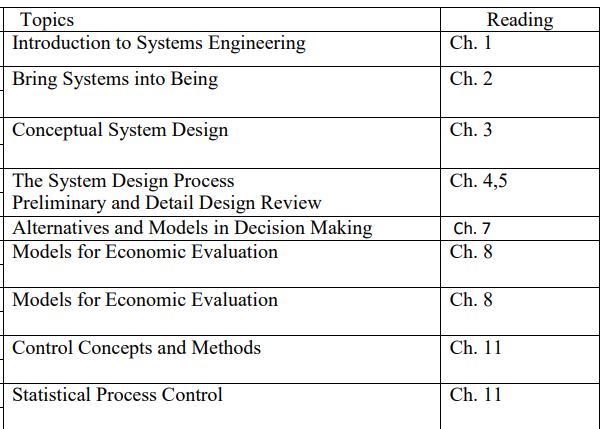 Topics Reading
Introduction to Systems Engineering Ch. 1
Bring Systems into Being Ch. 2
Conceptual System Design Ch. 3
The System Design Process Ch. 4,5
Preliminary and Detail Design Review
Alternatives and Models in Decision Making Ch. 7
Models for Economic Evaluation Ch. 8
Models for Economic Evaluation Ch. 8
Control Concepts and Methods Ch. 11
Statistical Process Control Ch. 11